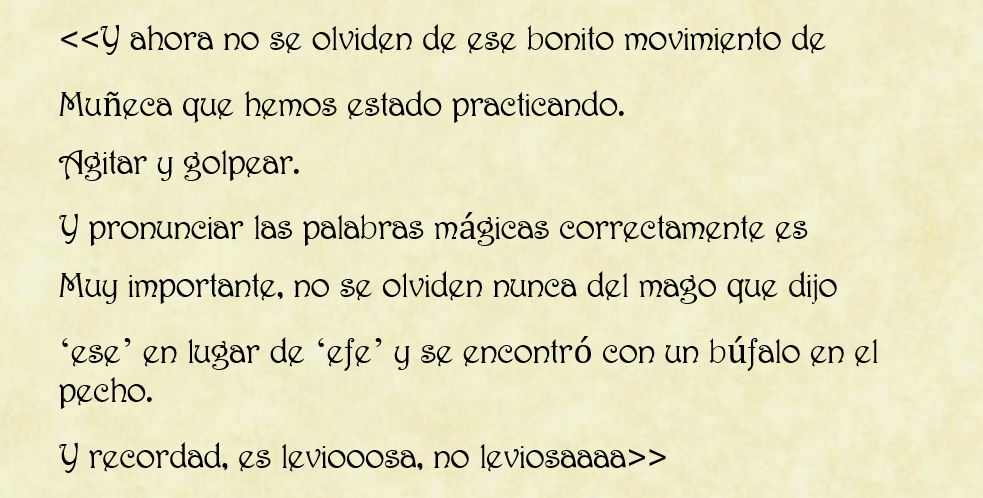 <<Y ahora no se olviden de ese bonito movimiento de
Muñeca que hemos estado practicando.
Agitar y golpear.
Y pronunciar las palabras mágicas correctamente es
Muy importante, no se olviden nunca del mago que dijo
‘ese’ en lugar de ‘efe’ y se encontró con un búfalo en el
pecho.
Y recordad, es leviooosa, no leviosaaaa>>